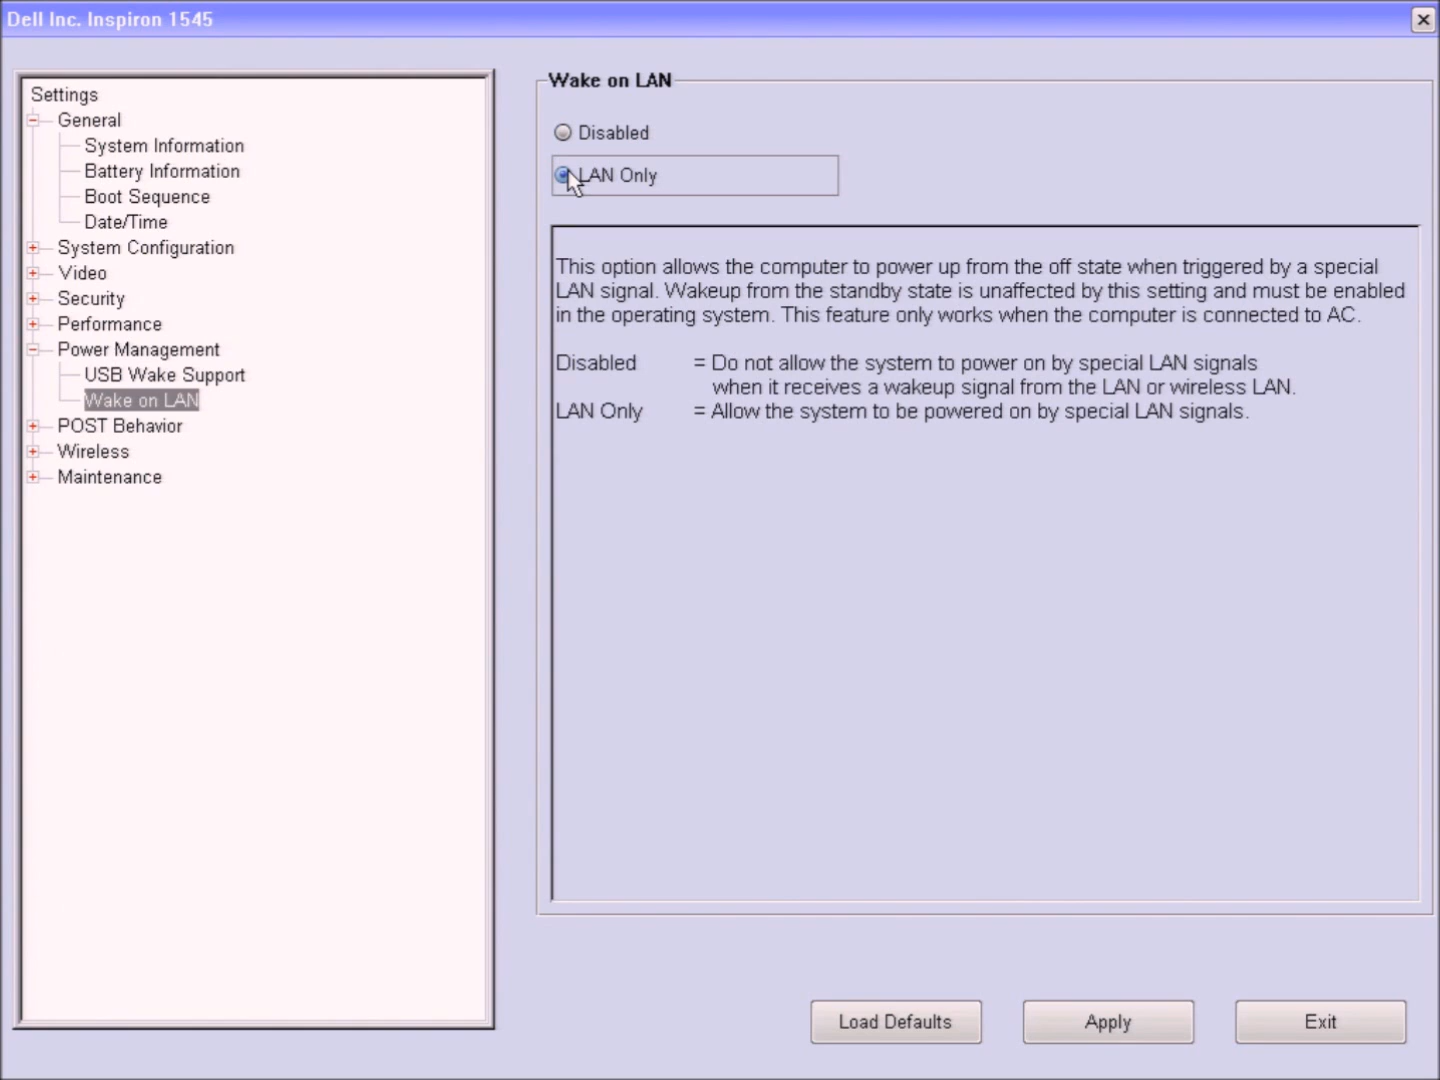 Dell Inc. Inspiron 1545
Settings
General
System Information
Battery Information
Boot Sequence
Date/Time
System Configuration
Video
Security
Performance
Power Management
USB Wake Support
Wake on LAN
POST Behavior
Wireless
Maintenance
Wake on LAN
Disabled
LAN Only
This option allows the computer to power up from the off state when triggered by a special
LAN signal. Wakeup from the standby state is unaffected by this setting and must be enabled
in the operating system. This feature only works when the computer is connected to AC.
Disabled = Do not allow the system to power on by special LAN signals
when it receives a wakeup signal from the LAN or wireless LAN.
LAN Only = Allow the system to be powered on by special LAN signals.
Load Defaults
Apply
Exit